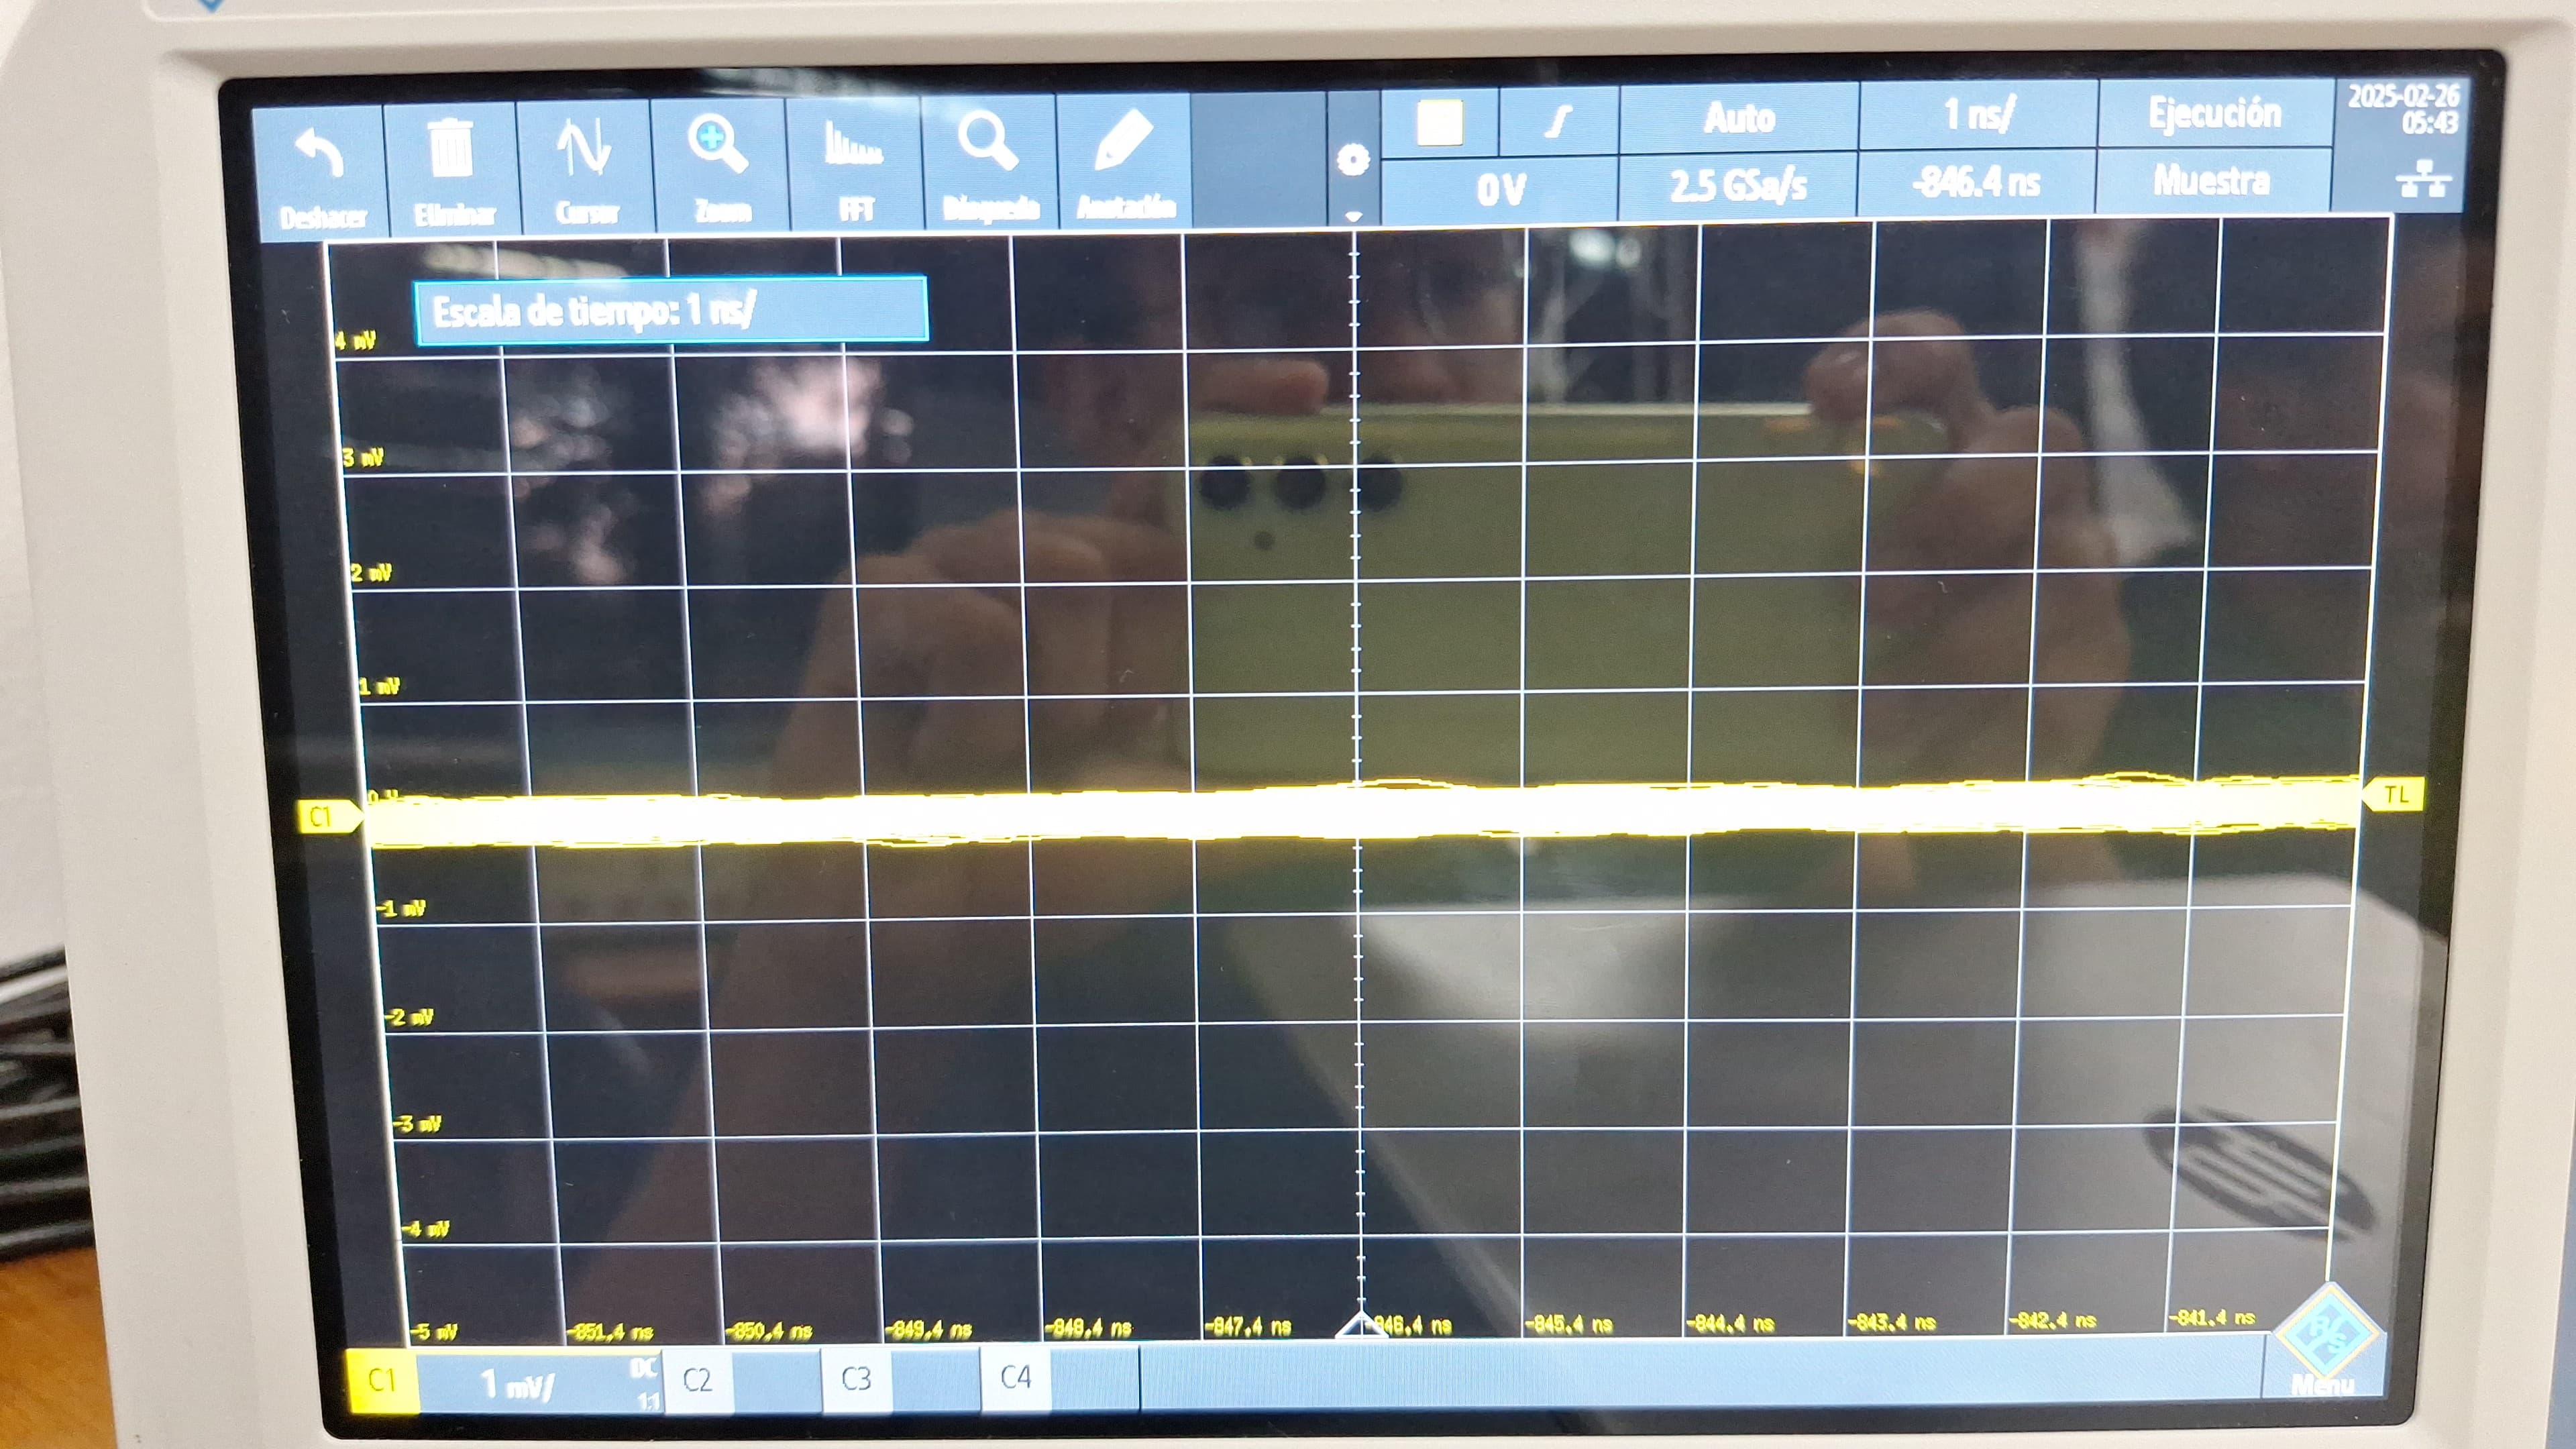 Deshacer
Eliminar
Cursor
Zoom
FFT
Búsqueda
Anotación
Auto
1 ns/
Ejecución
2025-02-26
05:43
0 V
2.5 GSa/s
-846.4 ns
Muestra
Escala de tiempo: 1 ns/
4 mV
3 mV
2 mV
1 mV
0 V
C1
TL
-1 mV
-2 mV
-3 mV
-4 mV
-5 mV
-851,4 ns
-850,4 ns
-849,4 ns
-848,4 ns
-847,4 ns
-846,4 ns
-845,4 ns
-844,4 ns
-843,4 ns
-842,4 ns
-841,4 ns
C1
1 mV/
DC
1:1
C2
C3
C4
R/S
Menu